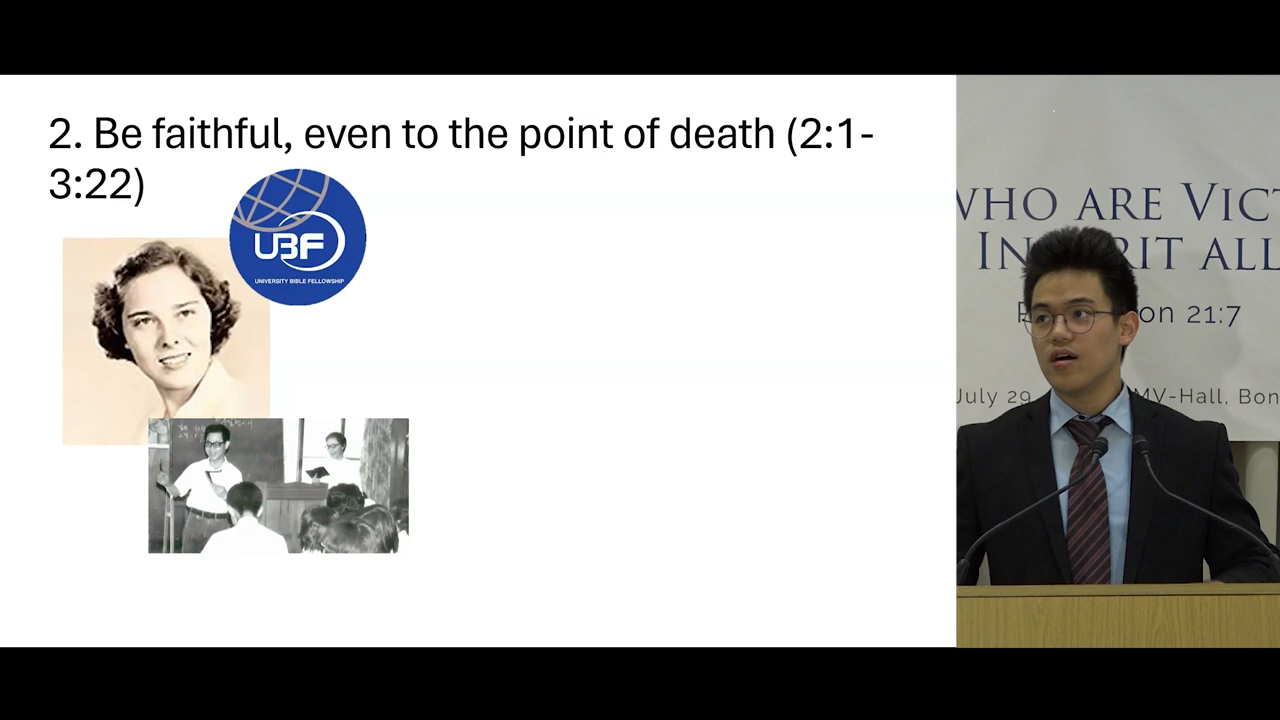 2. Be faithful, even to the point of death (2:1-
3:22)
UBF
UNIVERSITY BIBLE FELLOWSHIP
WHO ARE VICT
IN RIT ALL
on 21:7
July 29
MV-Hall, Bon